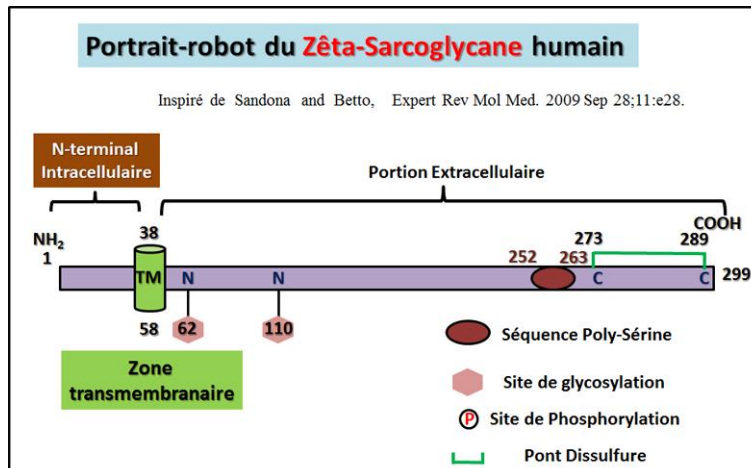 Portrait-robot du Zêta-Sarcoglycane humain
Inspiré de Sandona and Betto, Expert Rev Mol Med. 2009 Sep 28;11:e28.
N-terminal
Intracellulaire
Portion Extracellulaire
COOH
NH2
1
38
252
263
273
289
TM
N
N
C
C
299
58
62
110
Zone
transmembranaire
Séquence Poly-Sérine
Site de glycosylation
P
Site de Phosphorylation
Pont Dissulfure